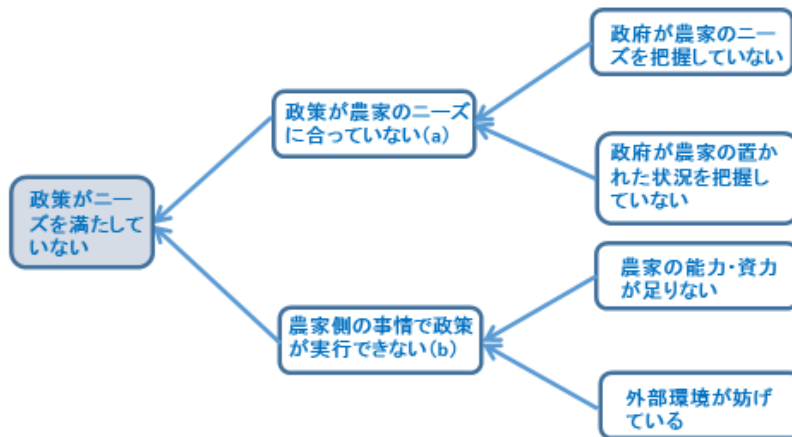 政府が農家のニー
ズを把握していない
政策が農家のニーズ
に合っていない(a)
政府が農家の置か
れた状況を把握し
ていない
政策がニー
ズを満たして
いない
農家の能力・資力
が足りない
農家側の事情で政策
が実行できない(b)
外部環境が妨げ
ている